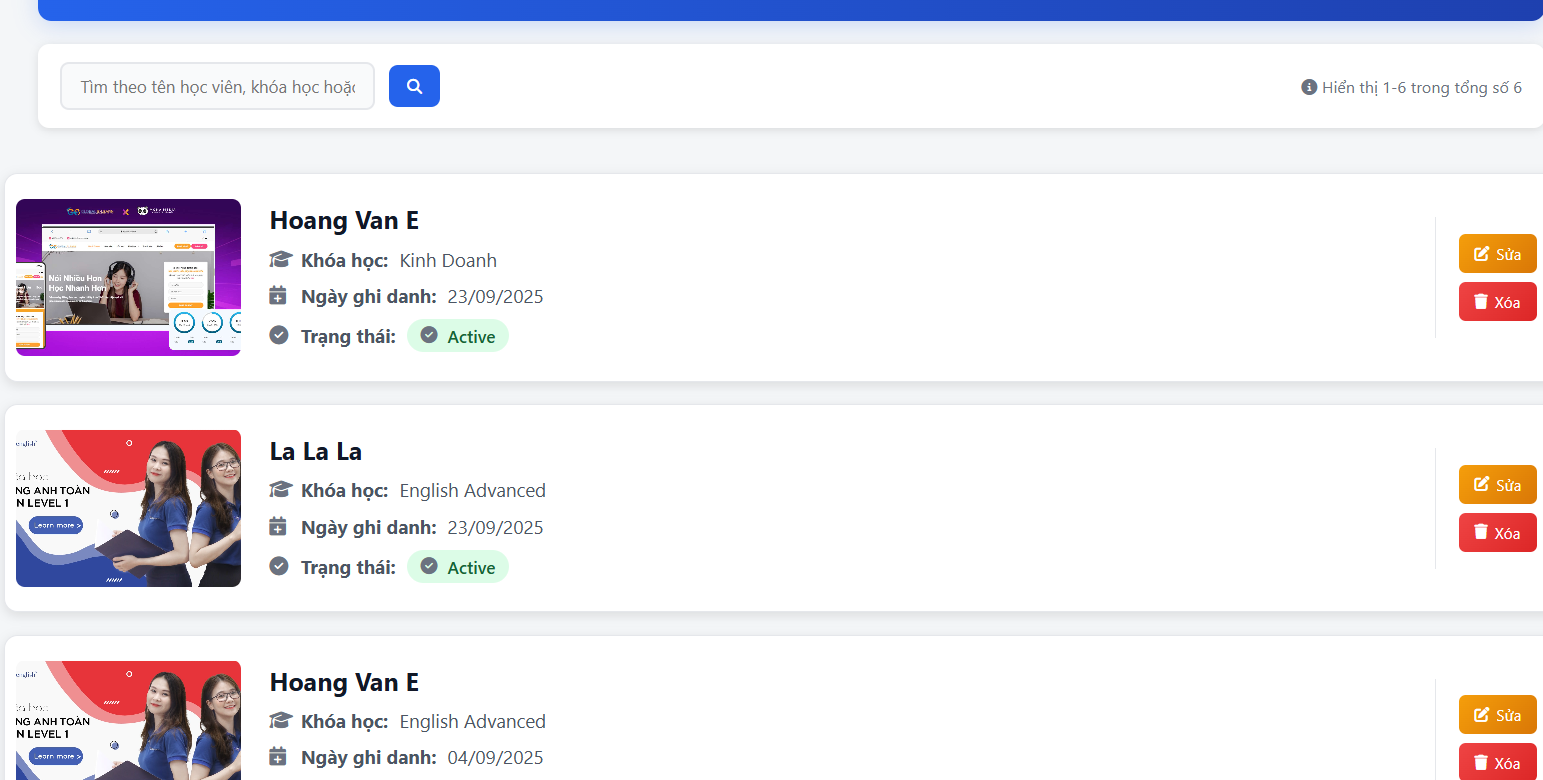 Tìm theo tên học viên, khóa học hoặc
Hiển thị 1-6 trong tổng số 6
Nói Nhiều Hơn
Học Nhanh Hơn
Hoang Van E
Khóa học: Kinh Doanh
Ngày ghi danh: 23/09/2025
Trạng thái: Active
Sửa
Xóa
english
NG ANH TOÀN
N LEVEL 1
Learn more >
La La La
Khóa học: English Advanced
Ngày ghi danh: 23/09/2025
Trạng thái: Active
Sửa
Xóa
english
NG ANH TOÀN
N LEVEL 1
Learn more >
Hoang Van E
Khóa học: English Advanced
Ngày ghi danh: 04/09/2025
Sửa
Xóa